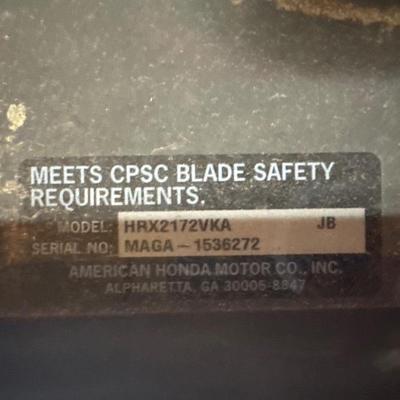 MEETS CPSC BLADE SAFETY
REQUIREMENTS.
MODEL: HRX2172VKA JB
SERIAL NO: MAGA-1536272
AMERICAN HONDA MOTOR CO., INC.
ALPHARETTA, GA 30005-8847